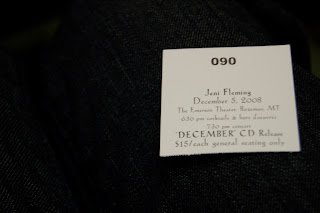 090
Jeni Fleming
December 5, 2008
The Emerson Theater, Bozeman, MT
6:30 pm cocktails & hors doeuvres
7:30 pm concert
"DECEMBER" CD Release
$15/each general seating only